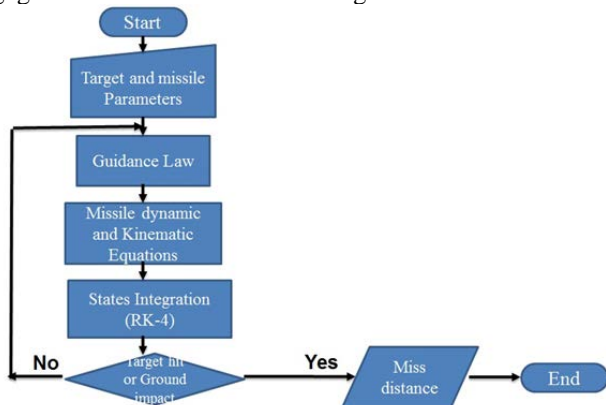 Start
Target and missile
Parameters
Guidance Law
Missile dynamic
and Kinematic
Equations
States Integration
(RK-4)
No
Target hit
or Ground
impact
Yes
Miss
distance
End